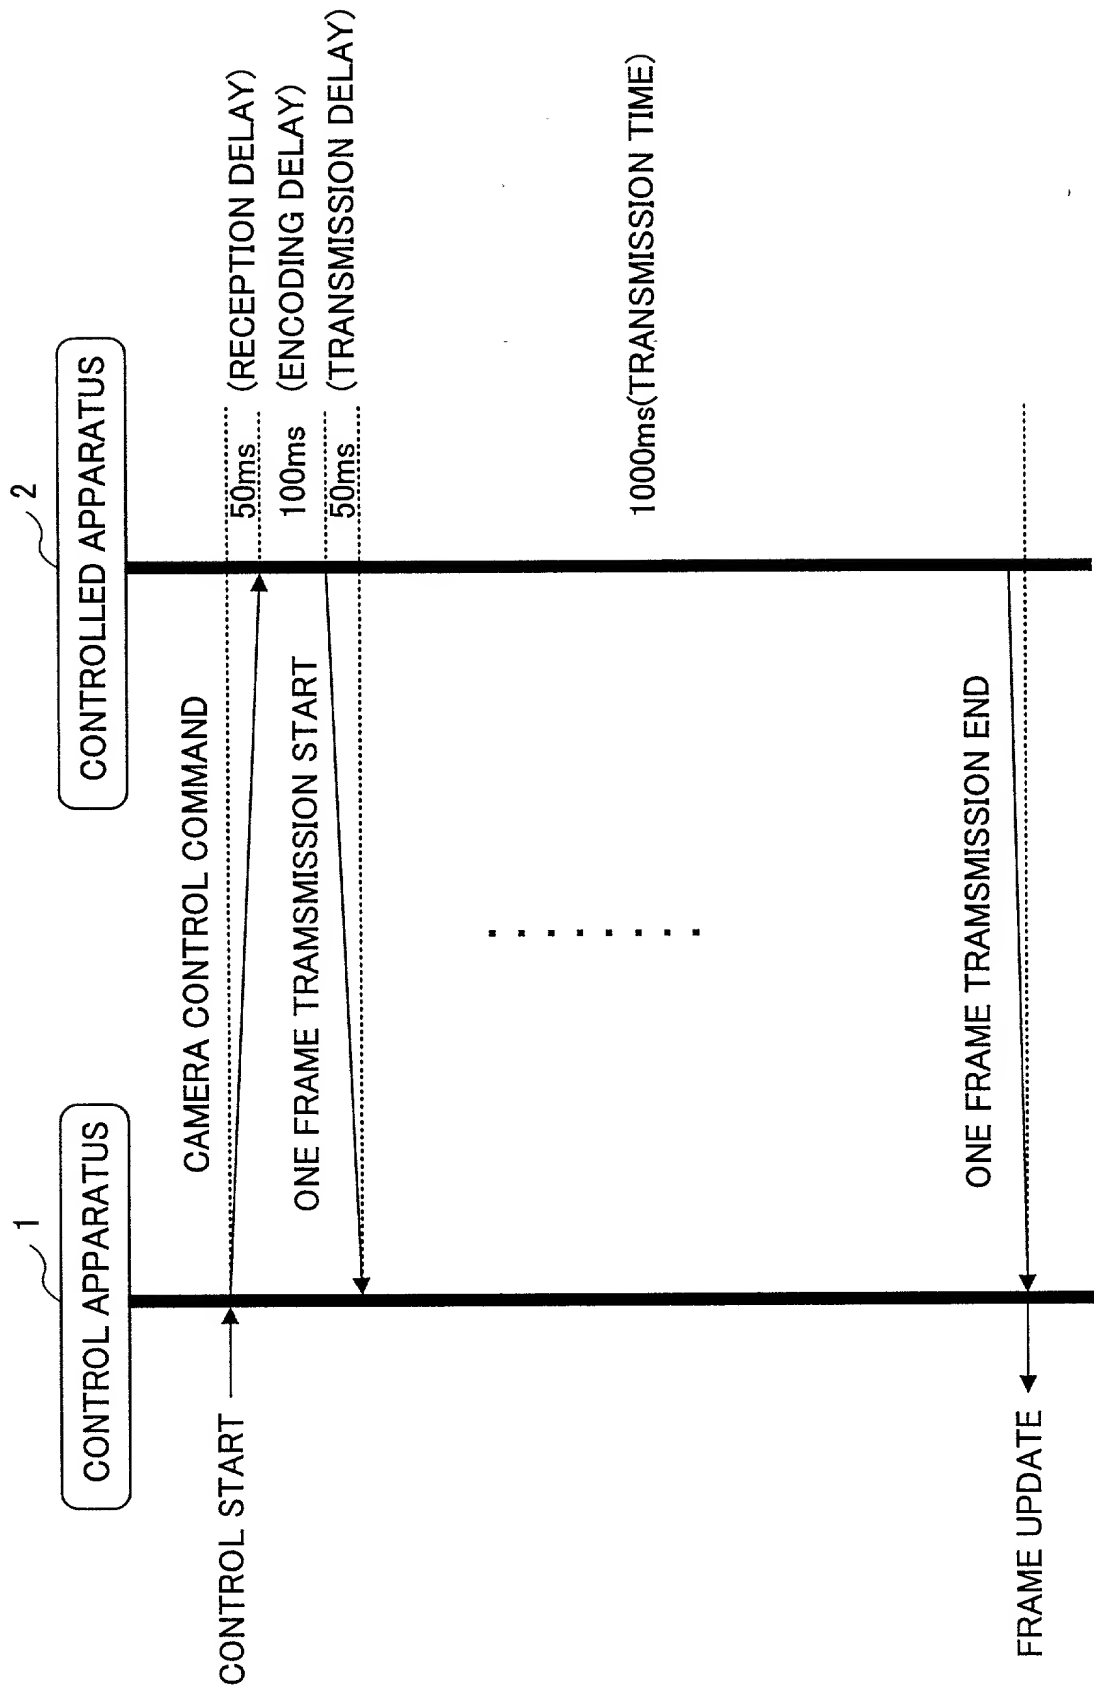 1
2
CONTROL APPARATUS
CONTROLLED APPARATUS
CAMERA CONTROL COMMAND
CONTROL START
50ms (RECEPTION DELAY)
100ms (ENCODING DELAY)
ONE FRAME TRAMSMISSION START
50ms (TRANSMISSION DELAY)
1000ms(TRANSMISSION TIME)
ONE FRAME TRAMSMISSION END
FRAME UPDATE